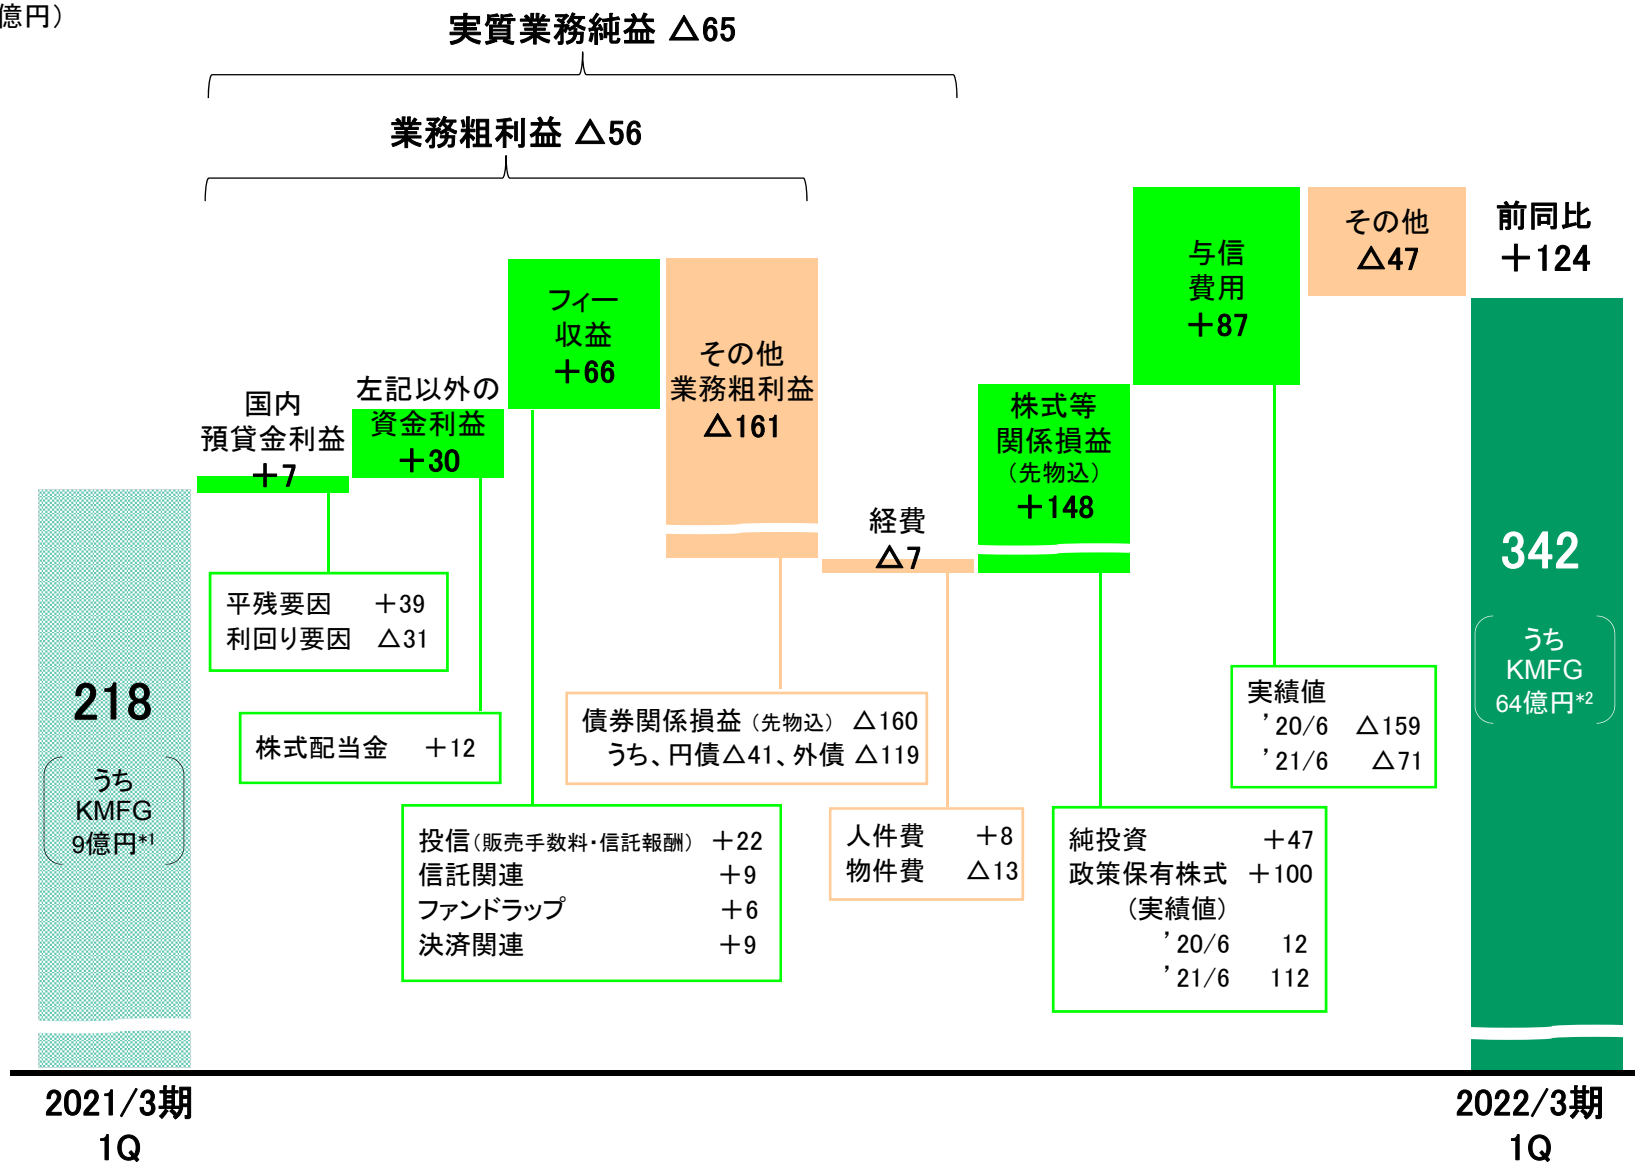 億円）
実質業務純益 △65
業務粗利益 △56
国内
預貸金利益
＋7
左記以外の
資金利益
＋30
フィー
収益
＋66
その他
業務粗利益
△161
経費
△7
株式等
関係損益
（先物込）
＋148
与信
費用
＋87
その他
△47
前同比
＋124
218
うち
KMFG
9億円*1
342
うち
KMFG
64億円*2
平残要因 ＋39
利回り要因 △31
株式配当金 ＋12
投信（販売手数料・信託報酬） ＋22
信託関連 ＋9
ファンドラップ ＋6
決済関連 ＋9
債券関係損益（先物込） △160
うち、円債△41、外債 △119
人件費 ＋8
物件費 △13
純投資 ＋47
政策保有株式 ＋100
（実績値）
’20/6 12
’21/6 112
実績値
’20/6 △159
’21/6 △71
2021/3期
1Q
2022/3期
1Q